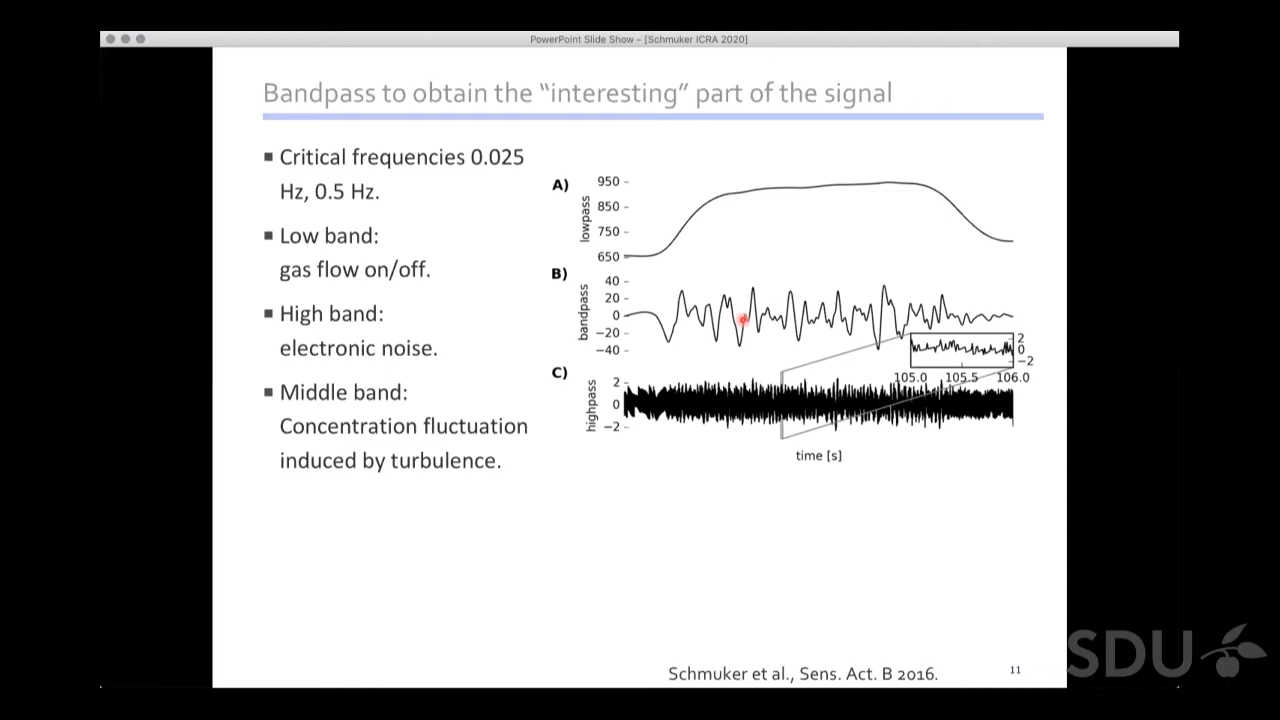 PowerPoint Slide Show – [Schmuker ICRA 2020]
Bandpass to obtain the “interesting” part of the signal
▪ Critical frequencies 0.025
Hz, 0.5 Hz.
▪ Low band:
gas flow on/off.
▪ High band:
electronic noise.
▪ Middle band:
Concentration fluctuation
induced by turbulence.
A)
lowpass
950
850
750
650
B)
bandpass
40
20
0
−20
−40
2
0
−2
105.0 105.5 106.0
C)
highpass
2
0
−2
time [s]
Schmuker et al., Sens. Act. B 2016.
11
SDU